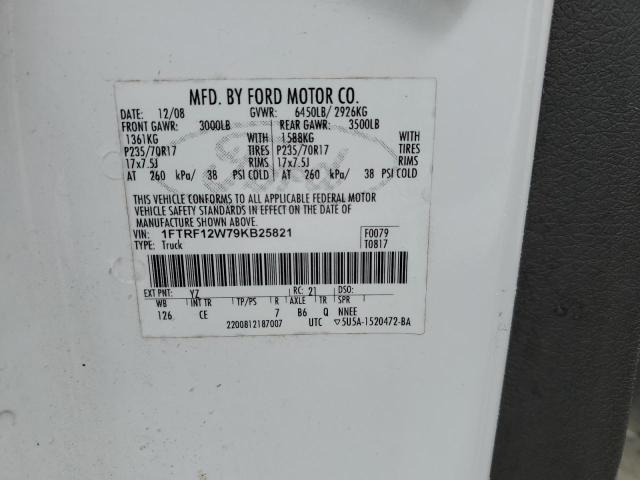 MFD. BY FORD MOTOR CO.
DATE: 12/08 GVWR: 6450LB/ 2926KG
FRONT GAWR: 3000LB REAR GAWR: 3500LB
1361KG WITH 1588KG WITH
P235/70R17 TIRES P235/70R17 TIRES
17x7.5J RIMS 17x7.5J RIMS
AT 260 kPa/ 38 PSI COLD AT 260 kPa/ 38 PSI COLD
THIS VEHICLE CONFORMS TO ALL APPLICABLE FEDERAL MOTOR
VEHICLE SAFETY STANDARDS IN EFFECT ON THE DATE OF
MANUFACTURE SHOWN ABOVE.
VIN: 1FTRF12W79KB25821 F0079
TYPE: Truck T0817
EXT PNT: YZ RC: 21 DSO:
WB INT TR TP/PS R AXLE TR SPR
126 CE 7 B6 Q NNEE
2200812187007 UTC ▽5U5A-1520472-BA